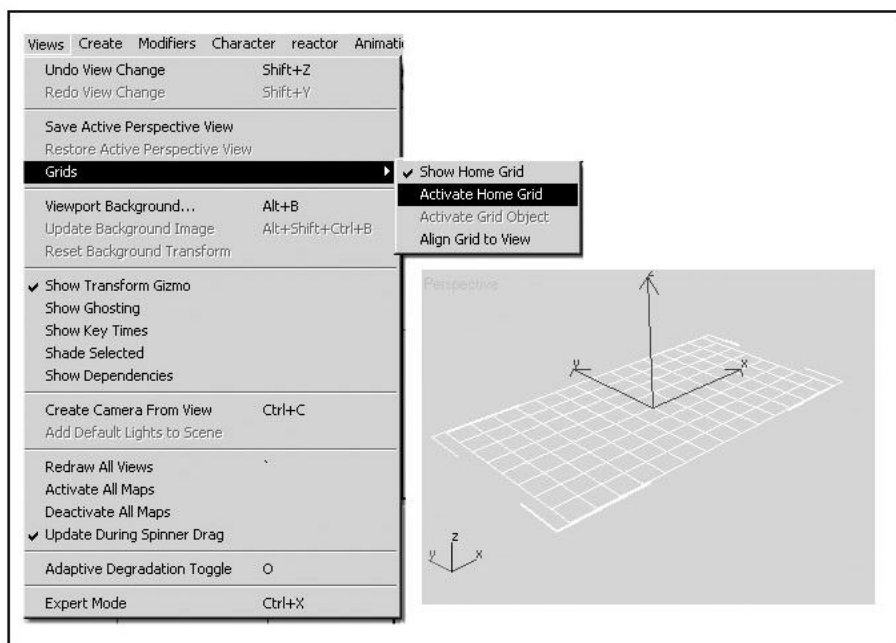 Views Create Modifiers Character reactor Animati
Undo View Change Shift+Z
Redo View Change Shift+Y
Save Active Perspective View
Restore Active Perspective View
Grids
Viewport Background... Alt+B
Update Background Image Alt+Shift+Ctrl+B
Reset Background Transform
Show Transform Gizmo
Show Ghosting
Show Key Times
Shade Selected
Show Dependencies
Create Camera From View Ctrl+C
Add Default Lights to Scene
Redraw All Views `
Activate All Maps
Deactivate All Maps
Update During Spinner Drag
Adaptive Degradation Toggle O
Expert Mode Ctrl+X
Show Home Grid
Activate Home Grid
Activate Grid Object
Align Grid to View
Perspective
z
y x
z
y x